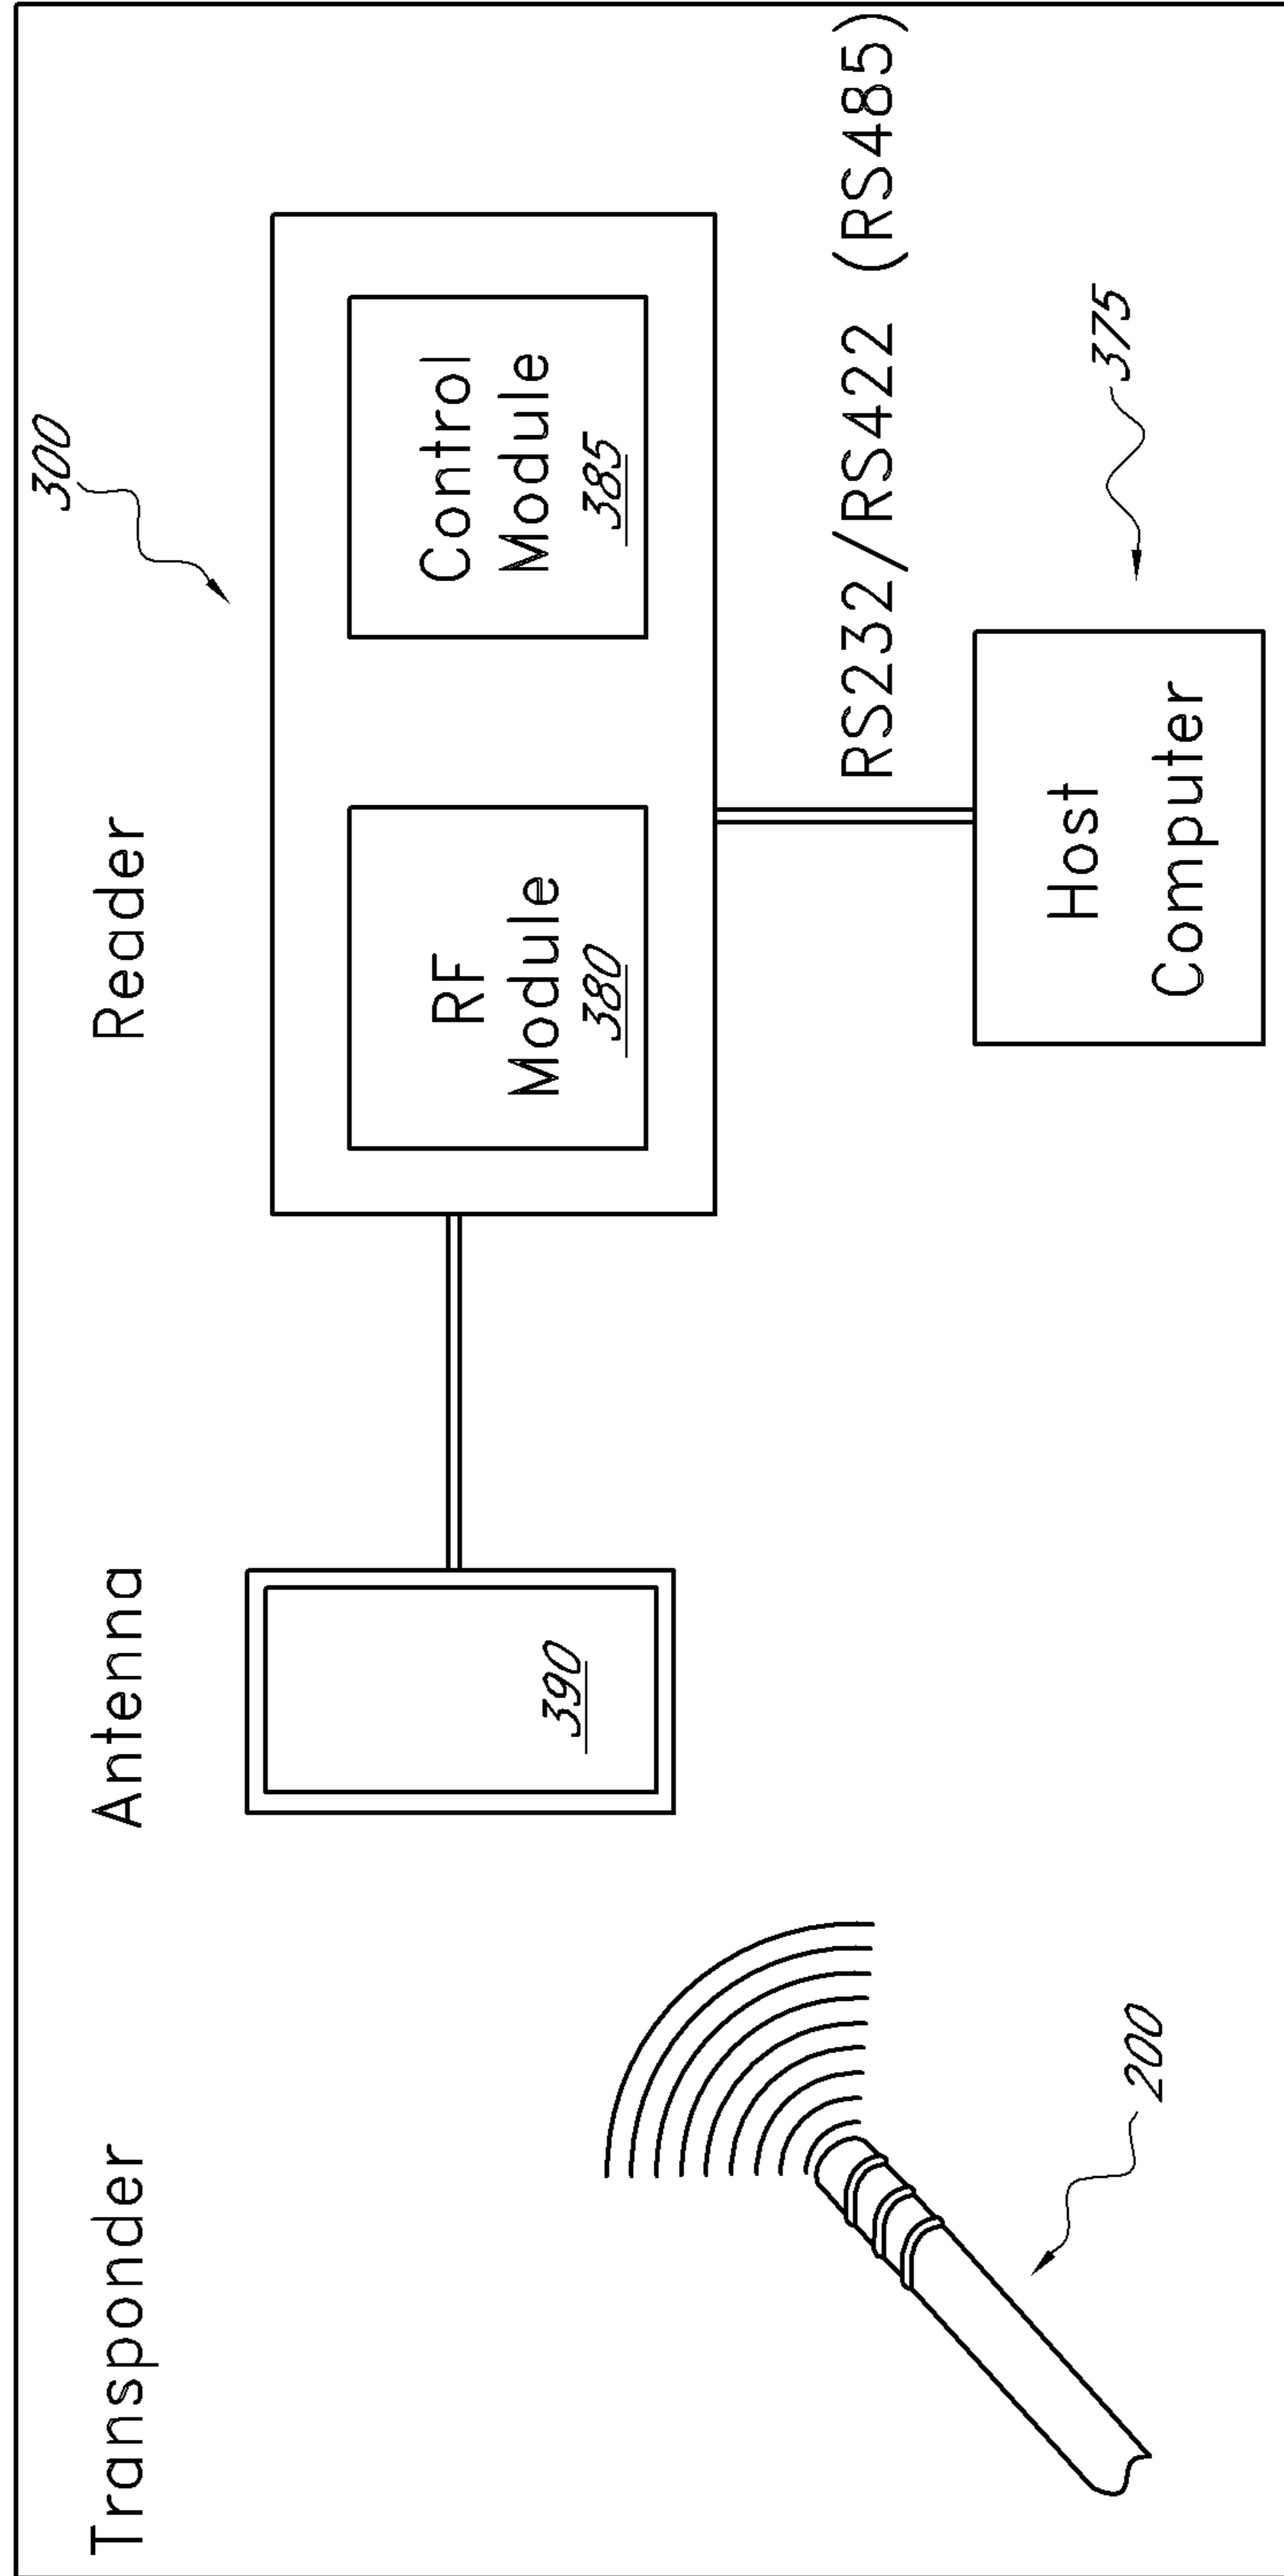 Transponder
Antenna
Reader
300
RF
Module
380
Control
Module
385
390
RS232/RS422 (RS485)
200
Host
Computer
375